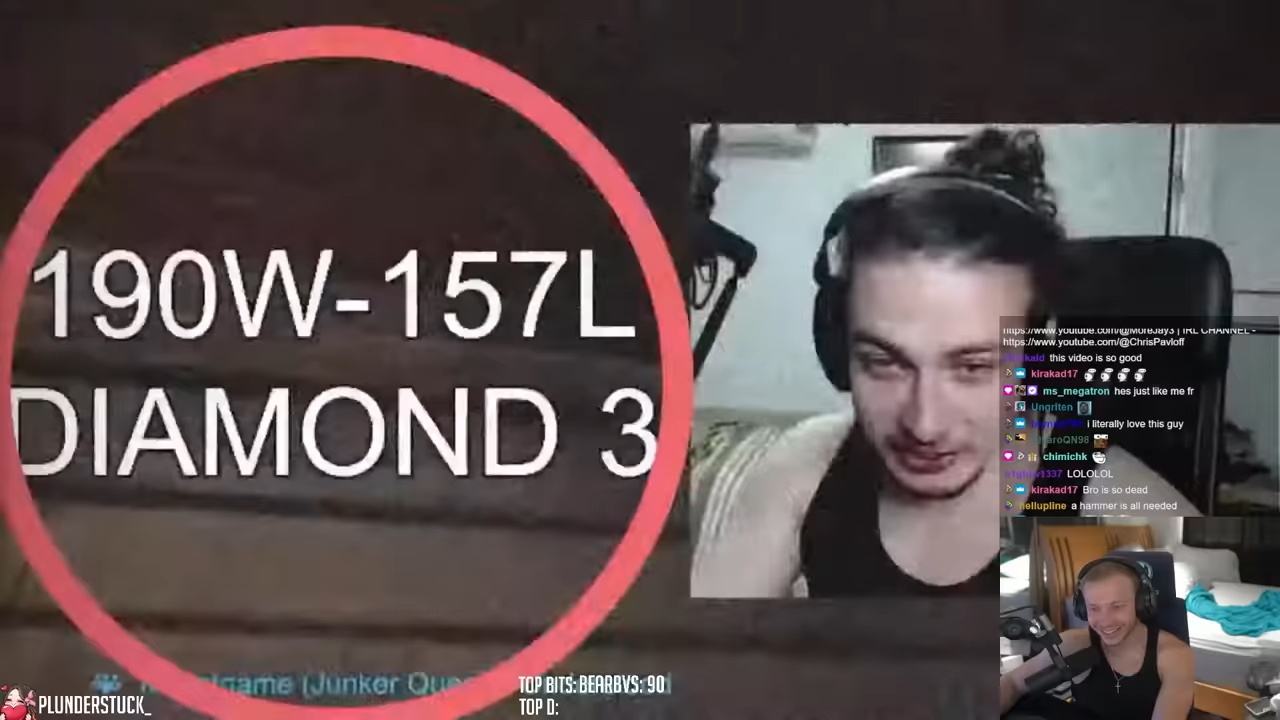 190W-157L
DIAMOND 3
https://www.youtube.com/@MoreJay3 | IRL CHANNEL -
https://www.youtube.com/@ChrisPavloff
this video is so good
kirakad17
ms_megatron hes just like me fr
Ungriten
i literally love this guy
chimichk
LOLOLOL
kirakad17 Bro is so dead
nellupline a hammer is all needed
(Junker
TOP BITS: BEARBVS: 90
TOP D:
PLUNDERSTUCK_